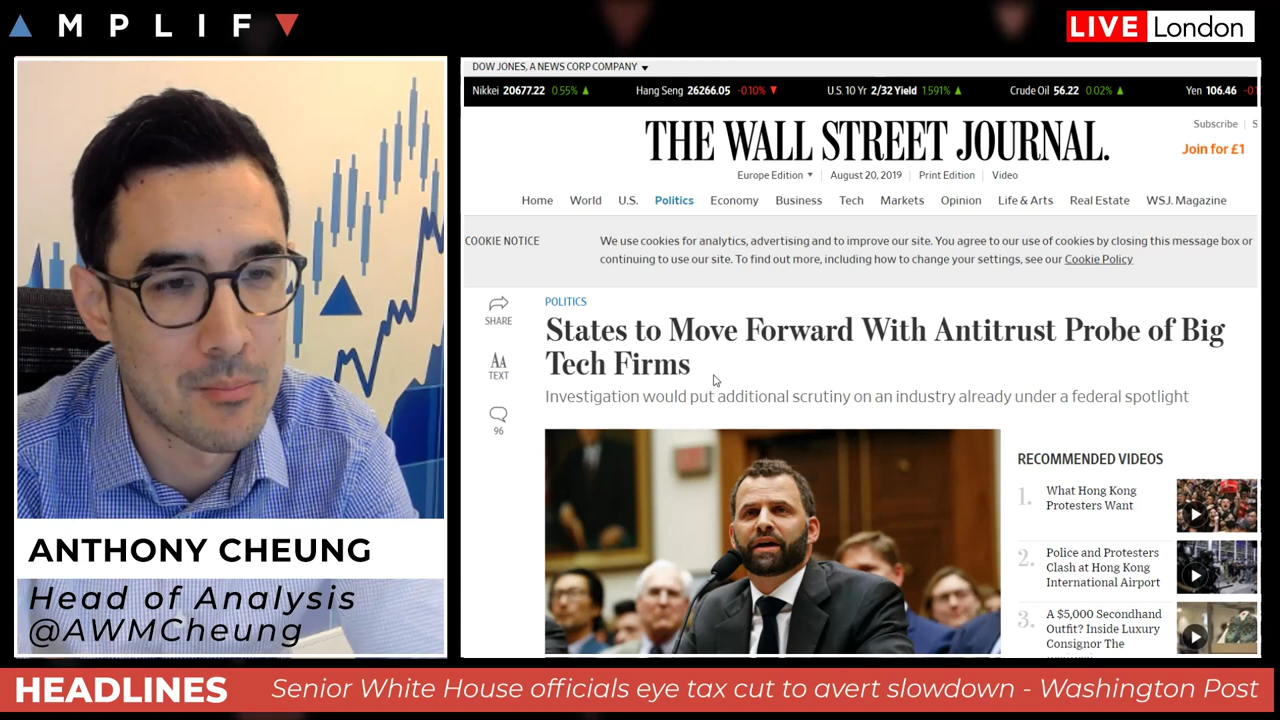 MPLIF
LIVE London
DOW JONES, A NEWS CORP COMPANY
Nikkei 20677.22 0.55% ▲ Hang Seng 26266.05 -0.10% ▼ U.S. 10 Yr 2/32 Yield 1.591% ▲ Crude Oil 56.22 0.02% ▲ Yen 106.46
Subscribe | S
THE WALL STREET JOURNAL.
Join for £1
Europe Edition | August 20, 2019 | Print Edition | Video
Home World U.S. Politics Economy Business Tech Markets Opinion Life & Arts Real Estate WSJ. Magazine
COOKIE NOTICE
We use cookies for analytics, advertising and to improve our site. You agree to our use of cookies by closing this message box or
continuing to use our site. To find out more, including how to change your settings, see our Cookie Policy
SHARE
AA
TEXT
96
POLITICS
States to Move Forward With Antitrust Probe of Big
Tech Firms
Investigation would put additional scrutiny on an industry already under a federal spotlight
RECOMMENDED VIDEOS
1. What Hong Kong
Protesters Want
2. Police and Protesters
Clash at Hong Kong
International Airport
3. A $5,000 Secondhand
Outfit? Inside Luxury
Consignor The
ANTHONY CHEUNG
Head of Analysis
@AWMCheung
HEADLINES Senior White House officials eye tax cut to avert slowdown - Washington Post